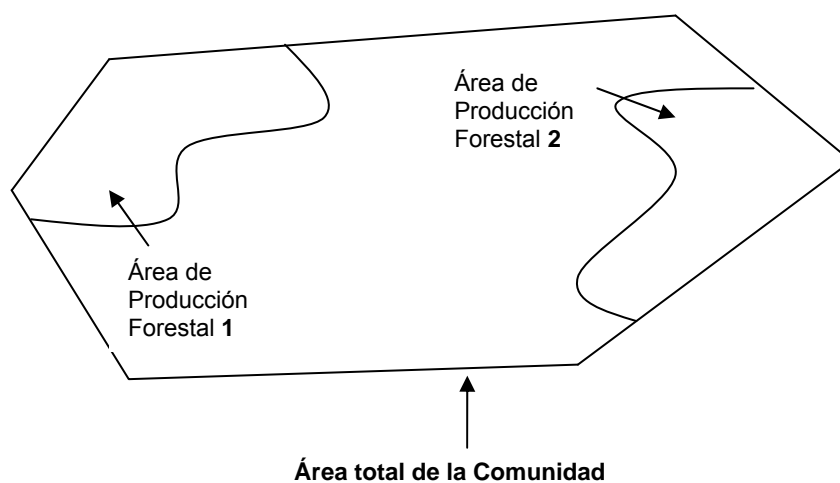 Área de
Producción
Forestal 2
Área de
Producción
Forestal 1
Área total de la Comunidad